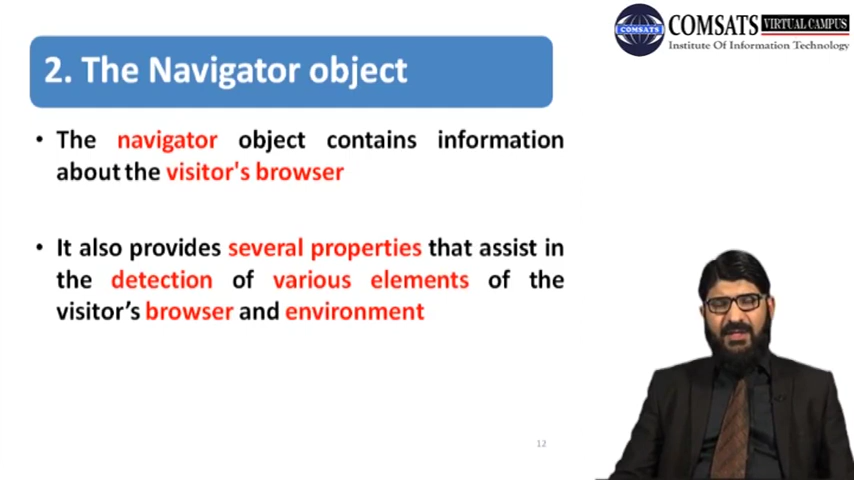 COMSATS VIRTUAL CAMPUS
COMSATS
Institute Of Information Technology
2. The Navigator object
• The navigator object contains information
about the visitor's browser
• It also provides several properties that assist in
the detection of various elements of the
visitor’s browser and environment
12